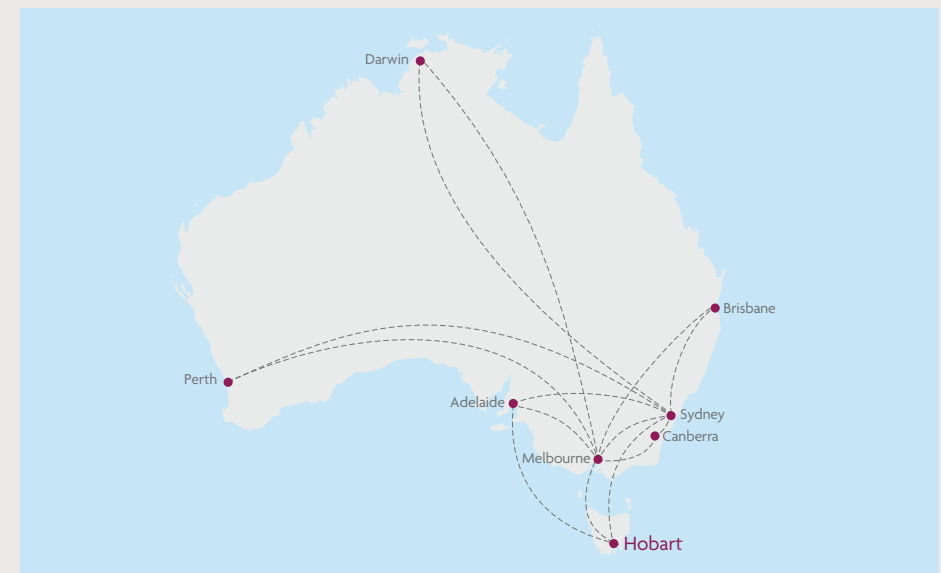 Darwin
Brisbane
Perth
Adelaide
Sydney
Canberra
Melbourne
Hobart